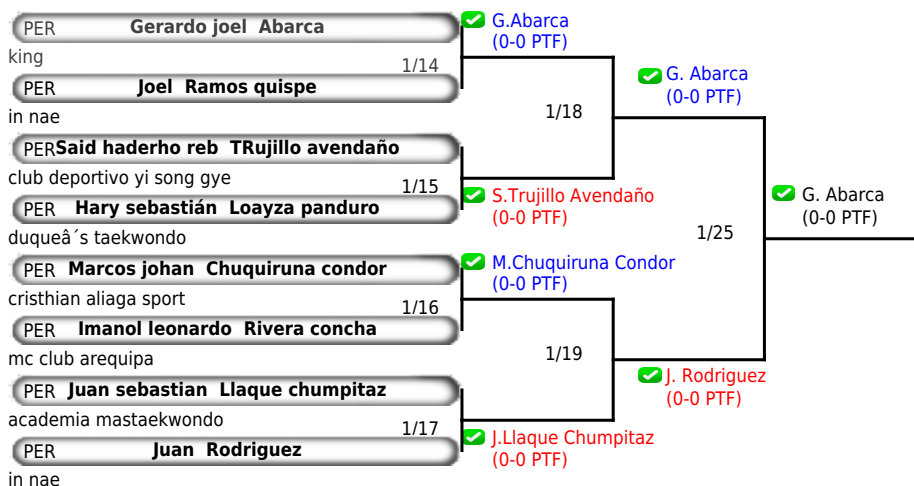 PER Gerardo joel Abarca
king
1/14
PER Joel Ramos quispe
in nae
G.Abarca
(0-0 PTF)
1/18
PER Said haderho reb TRujillo avendaño
club deportivo yi song gye
1/15
PER Hary sebastián Loayza panduro
duqueâ´s taekwondo
S.Trujillo Avendaño
(0-0 PTF)
G. Abarca
(0-0 PTF)
1/25
G. Abarca
(0-0 PTF)
PER Marcos johan Chuquiruna condor
cristhian aliaga sport
1/16
PER Imanol leonardo Rivera concha
mc club arequipa
M.Chuquiruna Condor
(0-0 PTF)
1/19
PER Juan sebastian Llaque chumpitaz
academia mastaekwondo
1/17
PER Juan Rodriguez
in nae
J.Llaque Chumpitaz
(0-0 PTF)
J. Rodriguez
(0-0 PTF)